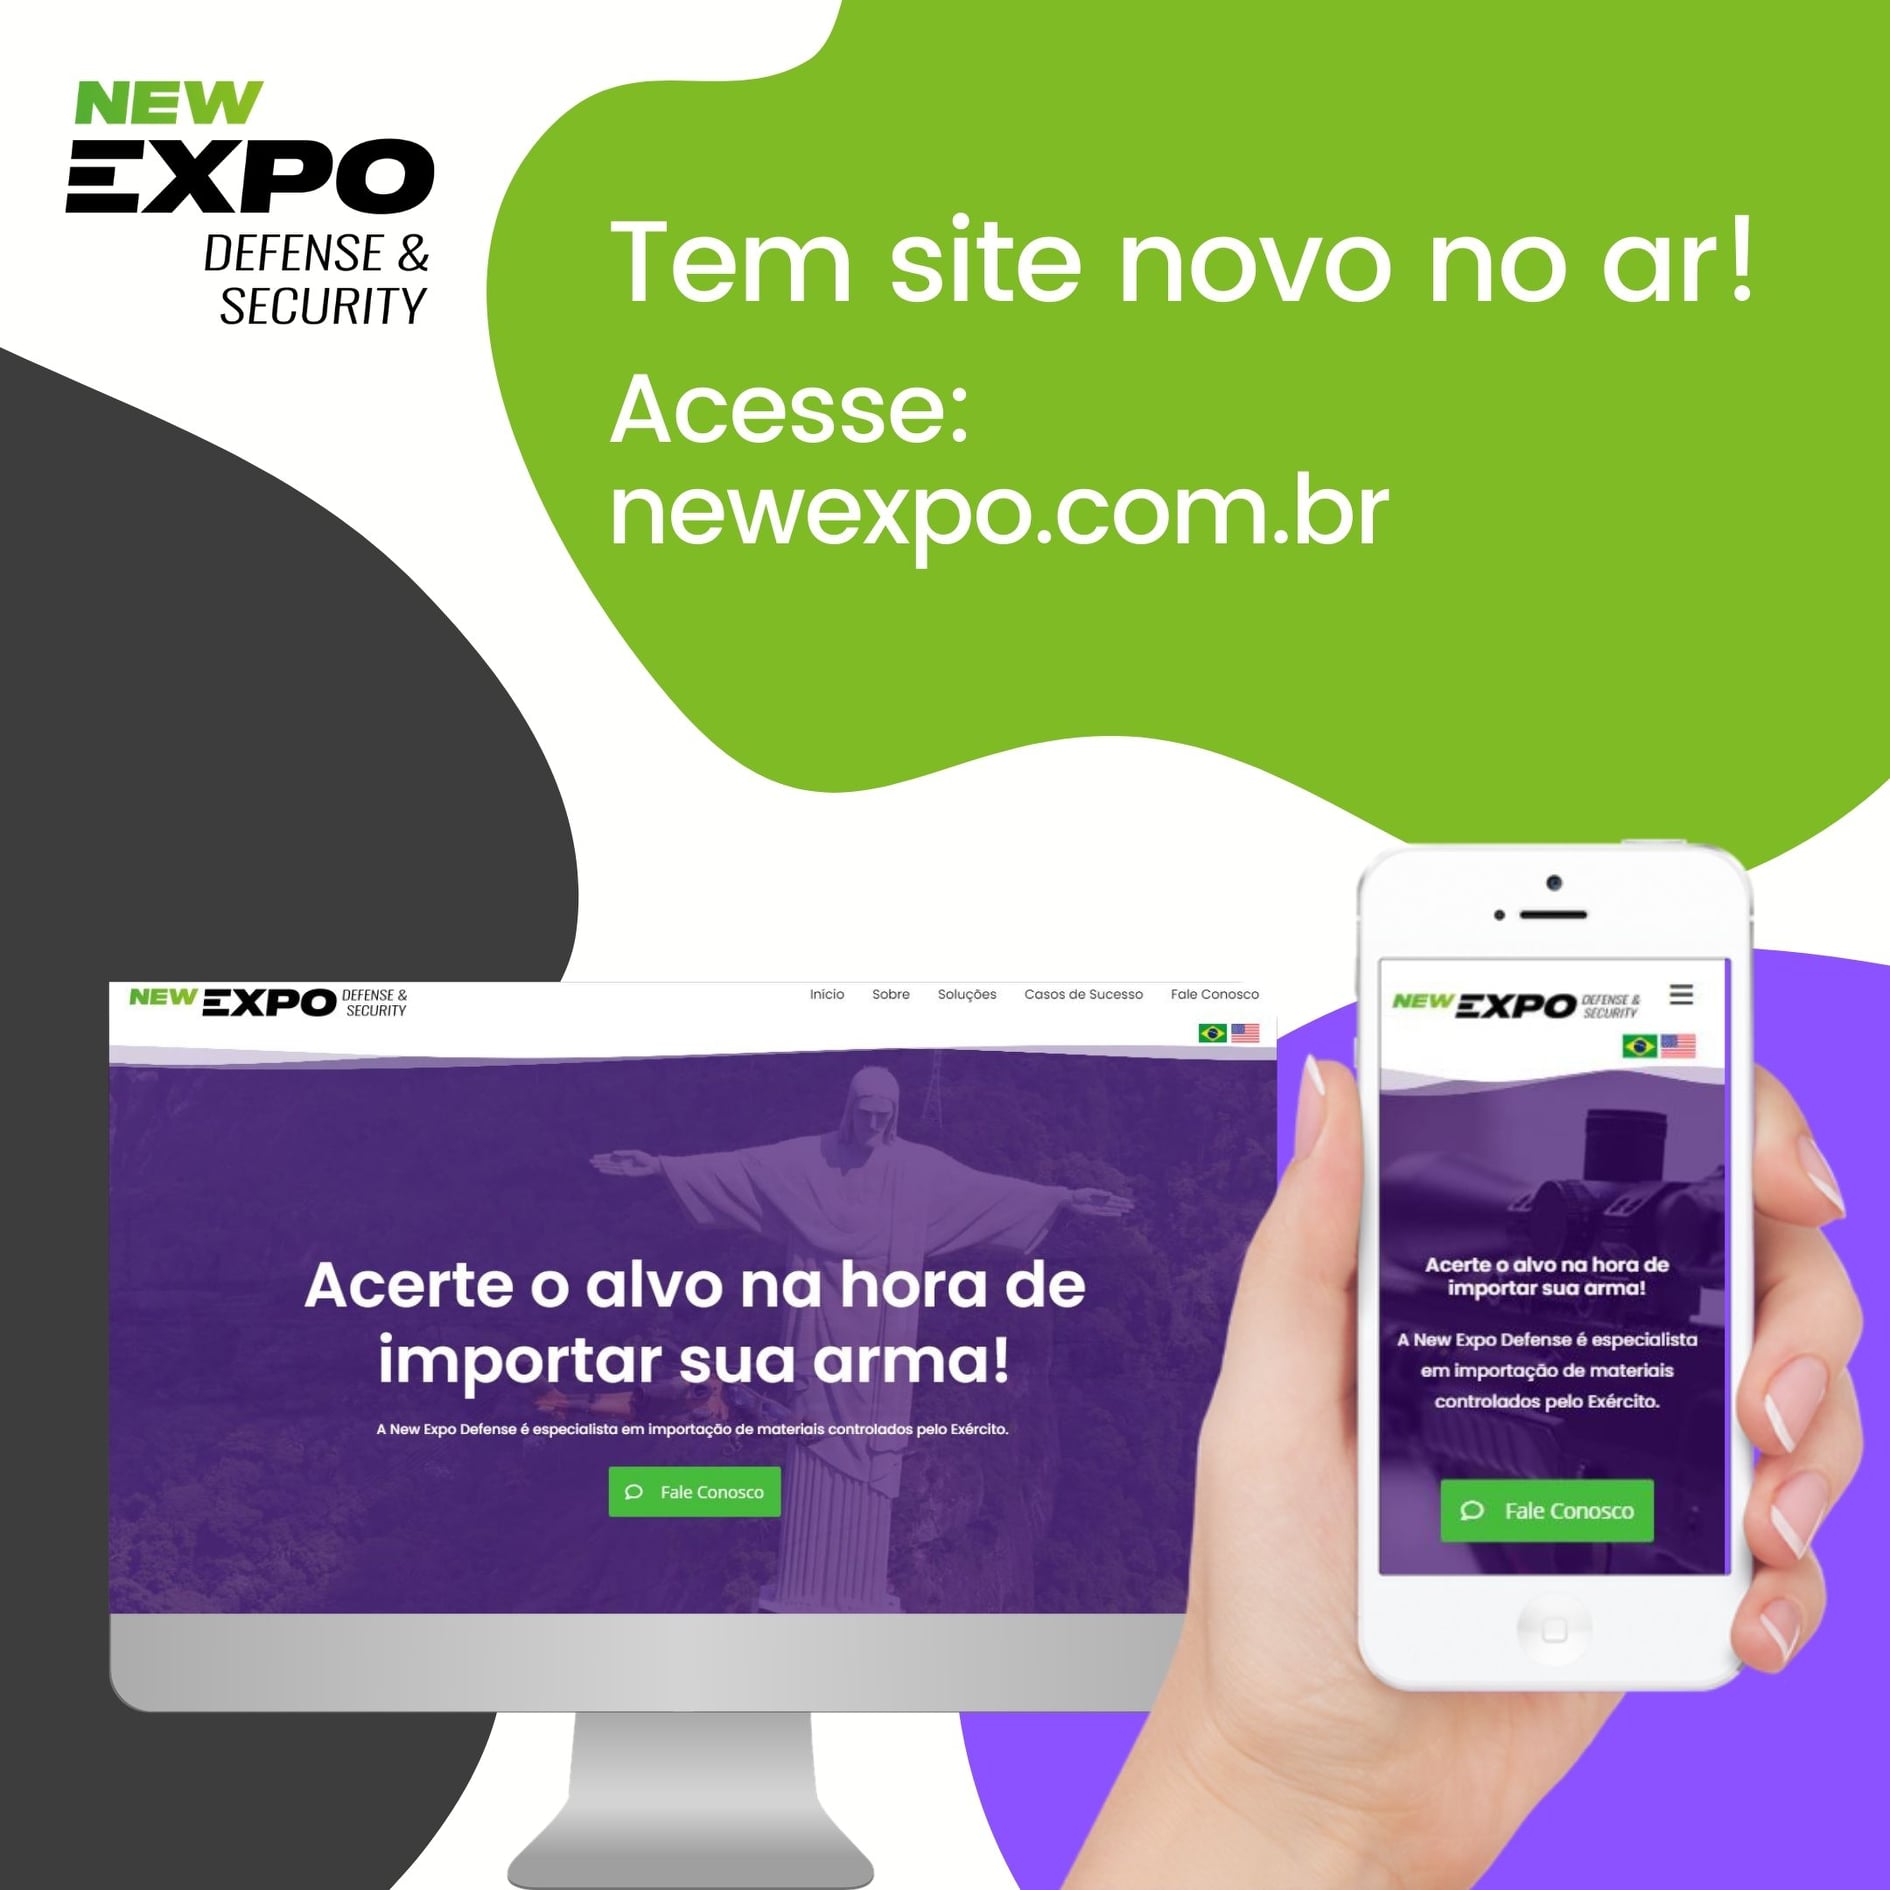 NEW
EXPO
DEFENSE &
SECURITY
Tem site novo no ar!
Acesse:
newexpo.com.br
NEW EXPO DEFENSE &
SECURITY
Início Sobre Soluções Casos de Sucesso Fale Conosco
Acerte o alvo na hora de
importar sua arma!
A New Expo Defense é especialista em importação de materiais controlados pelo Exército.
Fale Conosco
NEW EXPO DEFENSE &
SECURITY
Acerte o alvo na hora de
importar sua arma!
A New Expo Defense é especialista
em importação de materiais
controlados pelo Exército.
Fale Conosco